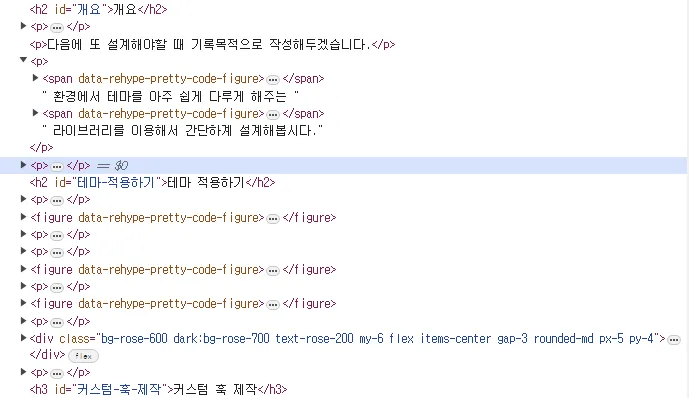 <h2 id="개요">개요</h2>
▶<p>…</p>
<p>다음에 또 설계해야할 때 기록목적으로 작성해두겠습니다.</p>
▼<p>
▶<span data-rehype-pretty-code-figure>…</span>
" 환경에서 테마를 아주 쉽게 다루게 해주는 "
▶<span data-rehype-pretty-code-figure>…</span>
" 라이브러리를 이용해서 간단하게 설계해봅시다."
</p>
▶<p>…</p> == $0
<h2 id="테마-적용하기">테마 적용하기</h2>
▶<p>…</p>
▶<figure data-rehype-pretty-code-figure>…</figure>
▶<p>…</p>
▶<p>…</p>
▶<figure data-rehype-pretty-code-figure>…</figure>
▶<p>…</p>
▶<figure data-rehype-pretty-code-figure>…</figure>
▶<p>…</p>
▶<div class="bg-rose-600 dark:bg-rose-700 text-rose-200 my-6 flex items-center gap-3 rounded-md px-5 py-4">…
</div> flex
▶<p>…</p>
<h3 id="커스텀-훅-제작">커스텀 훅 제작</h3>